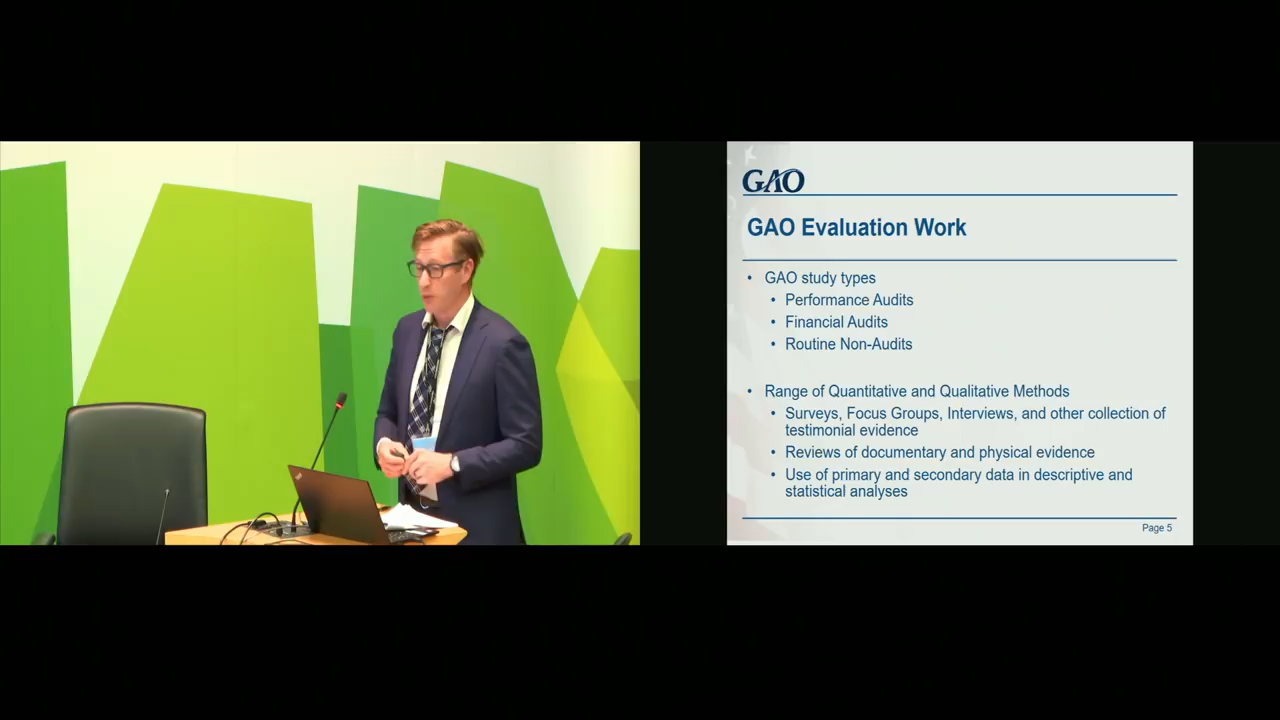 GAO
GAO Evaluation Work
• GAO study types
• Performance Audits
• Financial Audits
• Routine Non-Audits
• Range of Quantitative and Qualitative Methods
• Surveys, Focus Groups, Interviews, and other collection of
testimonial evidence
• Reviews of documentary and physical evidence
• Use of primary and secondary data in descriptive and
statistical analyses
Page 5